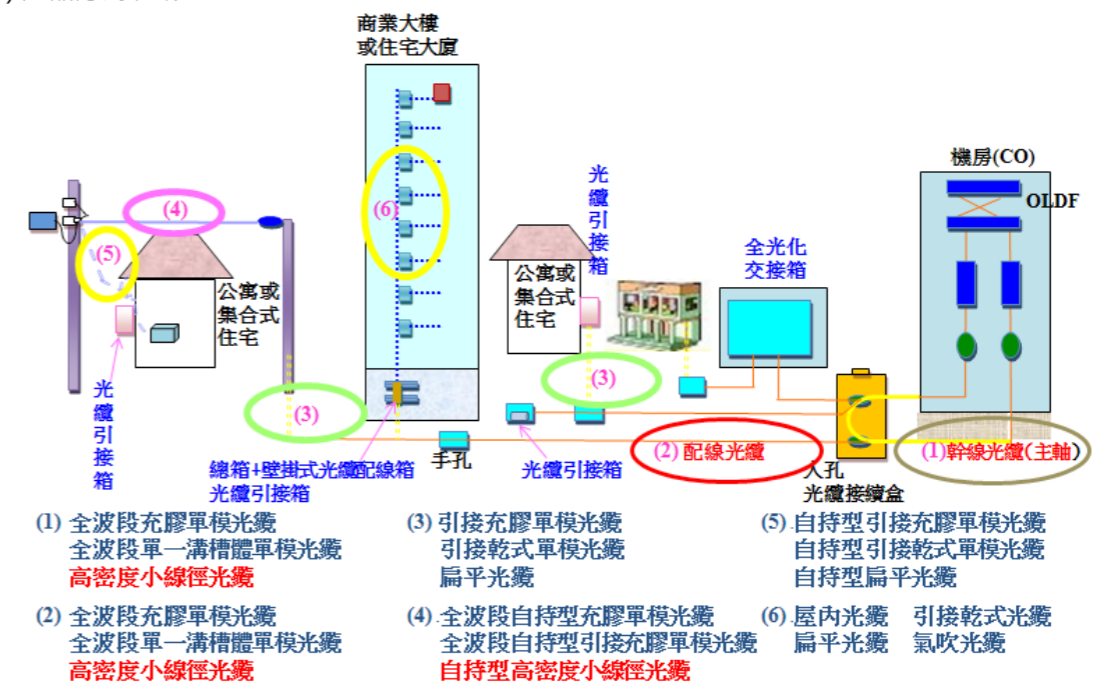 商業大樓
或住宅大廈
機房(CO)
OLDF
光
纜
引
接
箱
全光化
交接箱
(4)
(6)
(5)
公寓或
集合式
住宅
公寓或
集合式
住宅
光
纜
引
接
箱
(3)
(3)
(2) 配線光纜
(1)幹線光纜(主軸)
手孔
總箱+壁掛式光纜配線箱
光纜引接箱
光纜引接箱
人孔
光纜接續盒
(1) 全波段充膠單模光纜
全波段單一溝槽體單模光纜
高密度小線徑光纜
(2) 全波段充膠單模光纜
全波段單一溝槽體單模光纜
高密度小線徑光纜
(3) 引接充膠單模光纜
引接乾式單模光纜
扁平光纜
(4) 全波段自持型充膠單模光纜
全波段自持型引接充膠單模光纜
自持型高密度小線徑光纜
(5) 自持型引接充膠單模光纜
自持型引接乾式單模光纜
自持型扁平光纜
(6) 屋內光纜 引接乾式光纜
扁平光纜 氣吹光纜